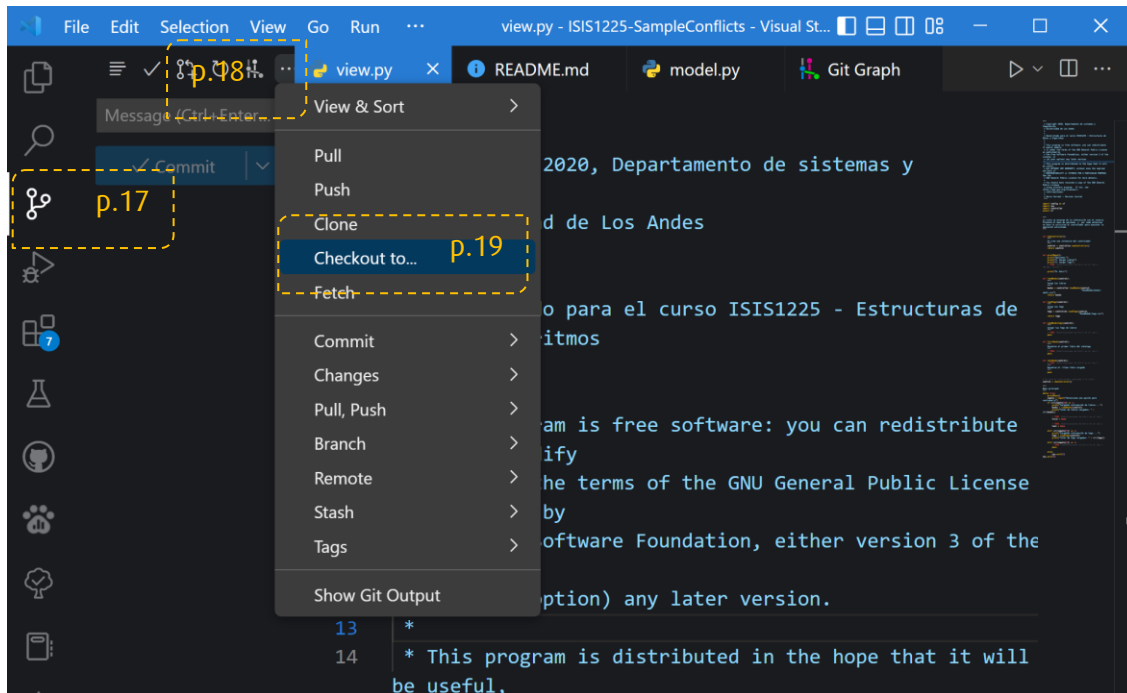 File Edit Selection View Go Run ··· view.py - ISIS1225-SampleConflicts - Visual St...
p.18 ··· view.py × README.md model.py Git Graph ···
Message (Ctrl+Enter...
Commit
p.17
7
View & Sort
Pull
Push
Clone
Checkout to...
p.19
Fetch
Commit
Changes
Pull, Push
Branch
Remote
Stash
Tags
Show Git Output
2020, Departamento de sistemas y
d de Los Andes
o para el curso ISIS1225 - Estructuras de
itmos
am is free software: you can redistribute
ify
he terms of the GNU General Public License
by
oftware Foundation, either version 3 of the
ption) any later version.
13 *
14 * This program is distributed in the hope that it will
be useful,